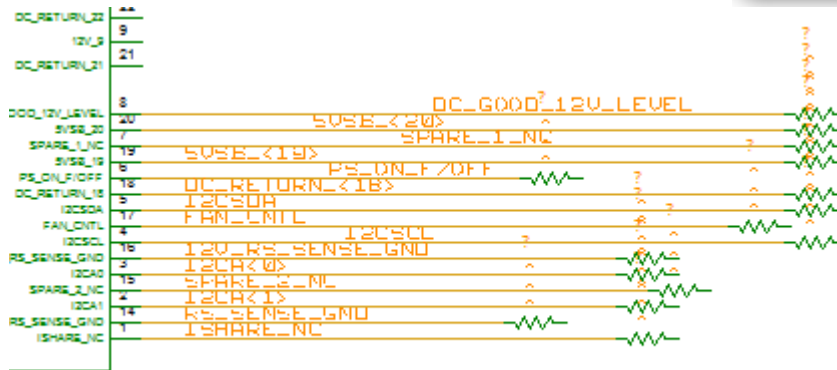 DC_RETURN_22
9
12V_9
21
DC_RETURN_21
8 DC_GOOD_12V_LEVEL
OOD_12V_LEVEL
20 5VSB_<20>
5VSB_20
7 SPARE_1_NC
SPARE_1_NC
19 5VSB_<19>
5VSB_19
6 PS_ON_F/OFF
PS_ON_F/OFF
18 DC_RETURN_<18>
DC_RETURN_18
5 I2CSDA
I2CSDA
17 FAN_CNTL
FAN_CNTL
4 I2CSCL
I2CSCL
16 12V_RS_SENSE_GND
RS_SENSE_GND
3 I2CA<0>
I2CA0
15 SPARE_2_NC
SPARE_2_NC
2 I2CA<1>
I2CA1
14 RS_SENSE_GND
RS_SENSE_GND
1 ISHARE_NC
ISHARE_NC